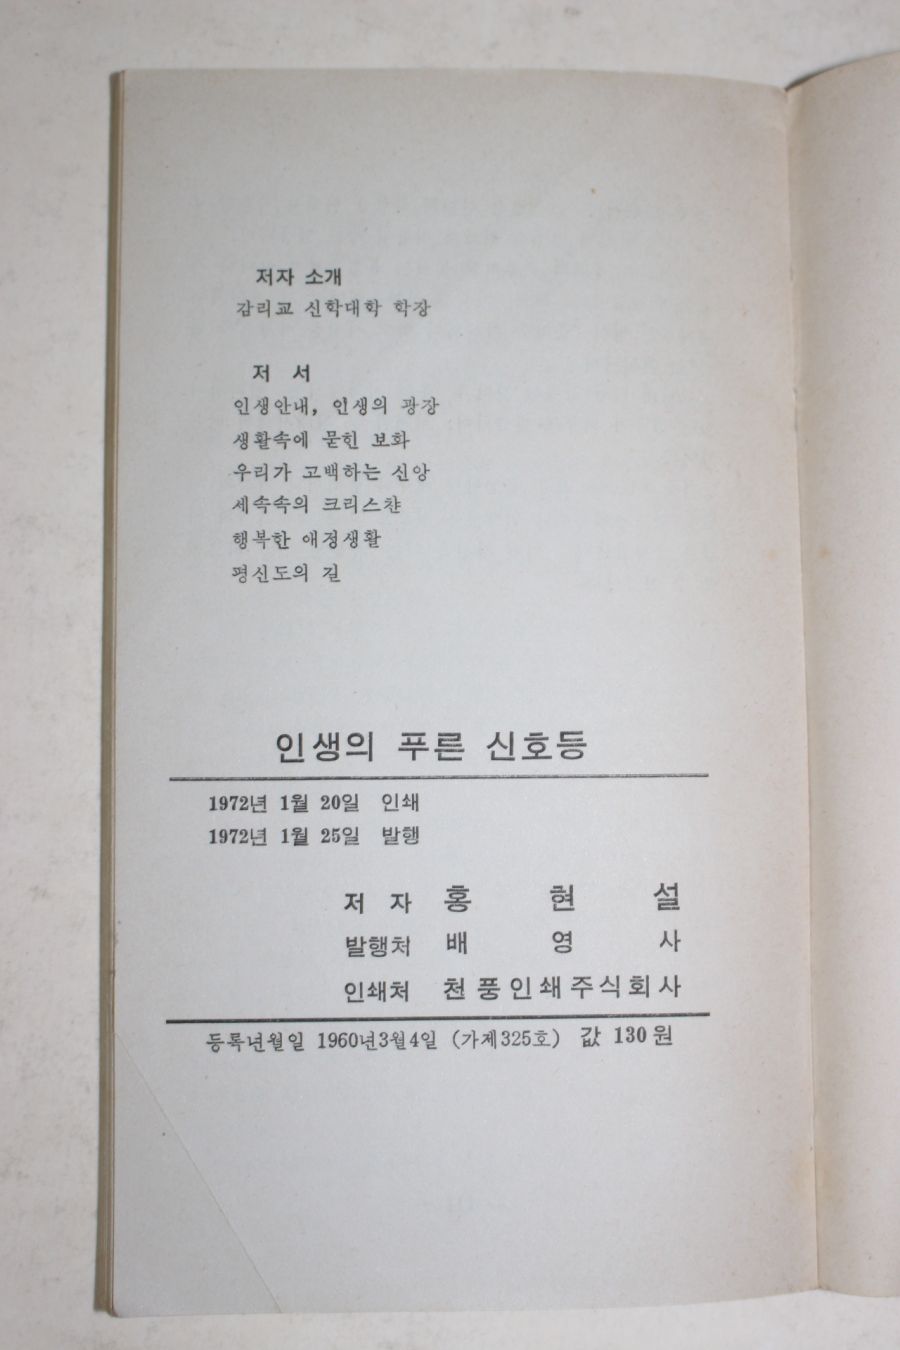 저자 소개
감리교 신학대학 학장
저 서
인생안내, 인생의 광장
생활속에 묻힌 보화
우리가 고백하는 신앙
세속속의 크리스챤
행복한 애정생활
평신도의 길
인생의 푸른 신호등
1972년 1월 20일 인쇄
1972년 1월 25일 발행
저 자 홍 현 설
발행처 배 영 사
인쇄처 천풍인쇄주식회사
등록년월일 1960년3월4일 (가제325호) 값 130원